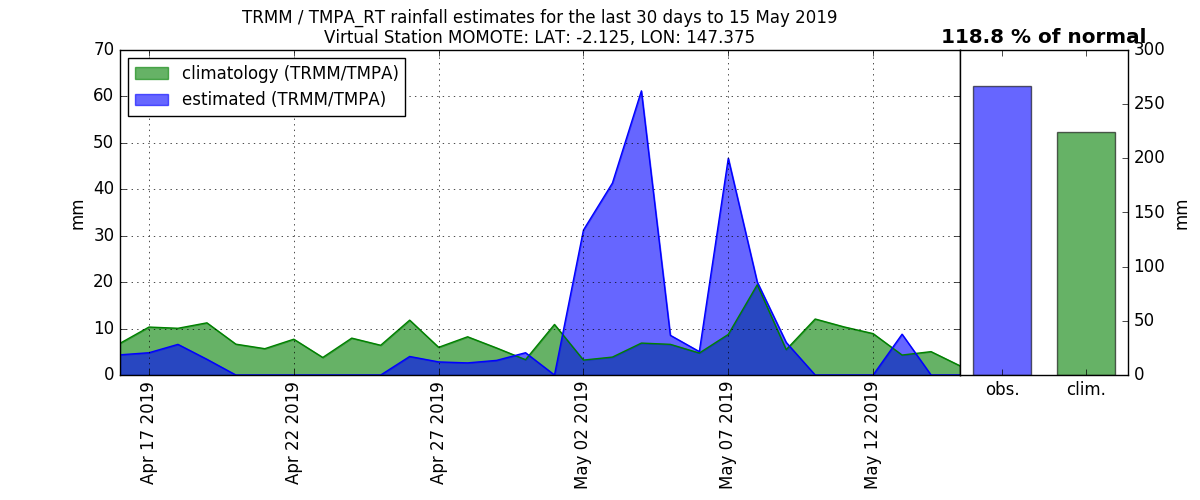 TRMM / TMPA_RT rainfall estimates for the last 30 days to 15 May 2019
Virtual Station MOMOTE: LAT: -2.125, LON: 147.375
118.8 % of normal
climatology (TRMM/TMPA)
estimated (TRMM/TMPA)
70
60
50
40
30
20
10
0
mm
Apr 17 2019
Apr 22 2019
Apr 27 2019
May 02 2019
May 07 2019
May 12 2019
300
250
200
150
100
50
0
mm
obs.
clim.